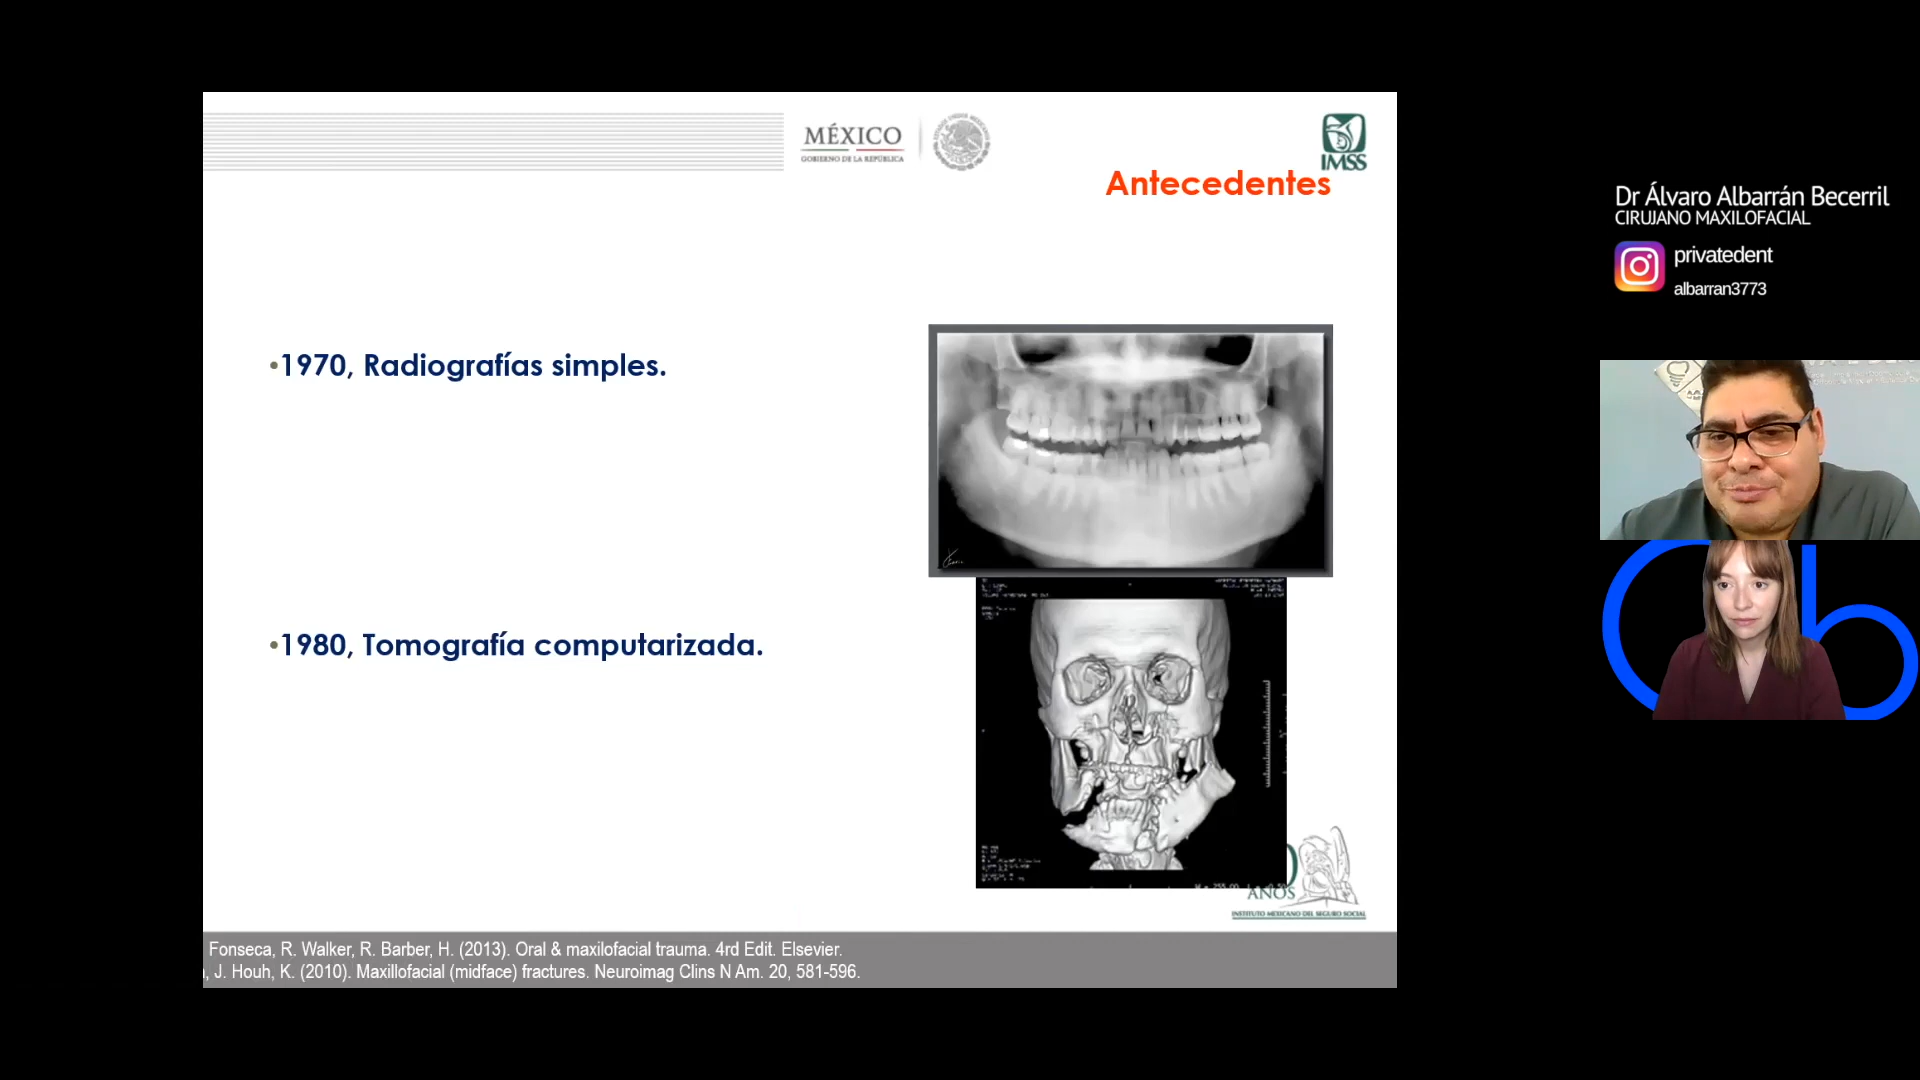 MÉXICO
GOBIERNO DE LA REPÚBLICA
IMSS
Antecedentes
•1970, Radiografías simples.
•1980, Tomografía computarizada.
AÑOS
INSTITUTO MEXICANO DEL SEGURO SOCIAL
Fonseca, R. Walker, R. Barber, H. (2013). Oral & maxilofacial trauma. 4rd Edit. Elsevier.
, J. Houh, K. (2010). Maxillofacial (midface) fractures. Neuroimag Clins N Am. 20, 581-596.
Dr Álvaro Albarrán Becerril
CIRUJANO MAXILOFACIAL
privatedent
albarran3773